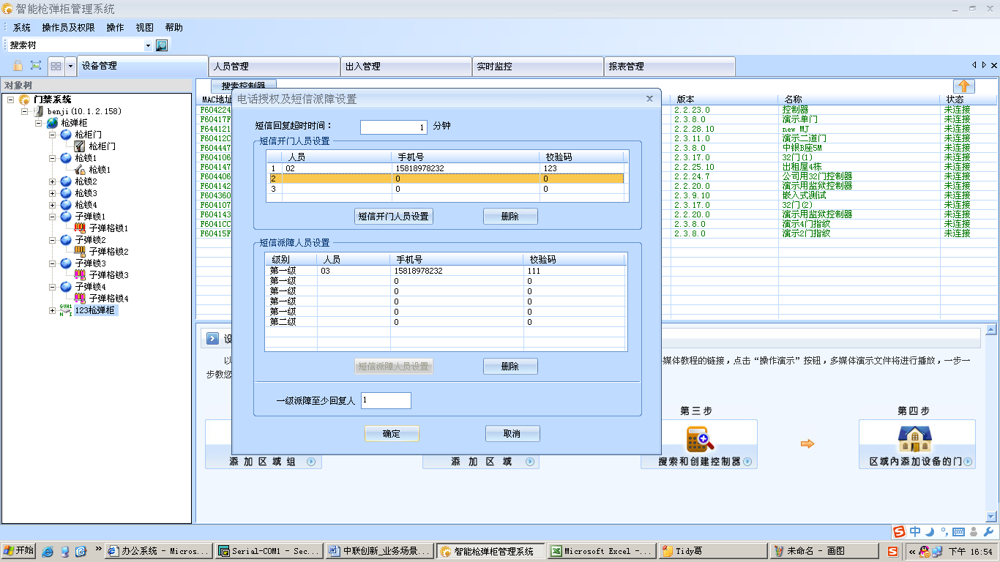 智能枪弹柜管理系统
系统 操作员及权限 操作 视图 帮助
搜索树
设备管理 人员管理 出入管理 实时监控 报表管理
对象树
门禁系统
benji(10.1.2.158)
枪弹柜
枪柜门
枪柜门
枪锁1
枪锁1
枪锁2
枪锁3
枪锁4
子弹锁1
子弹格锁1
子弹锁2
子弹格锁2
子弹锁3
子弹格锁3
子弹锁4
子弹格锁4
123枪弹柜
搜索控制器
MAC地址 版本 名称 状态
F604224 2.2.23.0 控制器 未连接
F60417F 2.3.8.0 演示单门 未连接
F644121 2.2.28.10 new MJ 未连接
F60412C 2.3.11.0 演示二道门 未连接
F604447 2.3.8.0 中银B座5M 未连接
F604106 2.3.17.0 32门(1) 未连接
F604717 2.2.25.10 出租屋4栋 未连接
F604406 2.2.24.7 公司用32门控制器 未连接
F604142 2.2.20.0 演示用监狱控制器 未连接
F604360 2.3.9.10 嵌入式测试 未连接
F604107 2.3.17.0 32门(2) 未连接
F604143 2.2.20.0 演示用监狱控制器 未连接
F6041CC 2.3.8.0 演示4门指纹 未连接
F60415F 2.3.8.0 演示2门指纹 未连接
电话授权及短信派障设置
短信回复超时时间： 1 分钟
短信开门人员设置
人员 手机号 校验码
1 02 15818978232 123
2 0 0
3 0 0
短信开门人员设置 删除
短信派障人员设置
级别 人员 手机号 校验码
第一级 03 15818978232 111
第一级 0 0
第一级 0 0
第一级 0 0
第一级 0 0
第二级 0 0
短信派障人员设置 删除
一级派障至少回复人 1
确定 取消
设
以 媒体教程的链接，点击“操作演示”按钮，多媒体演示文件将进行播放，一步一
步教您
第三步 第四步
添加区域组 添加区域 搜索和创建控制器 区域内添加设备的门
中
开始 办公系统 - Micros... Serial-COM1 - Sec... 中联创新_业务场景... 智能枪弹柜管理系统 Microsoft Excel -... Tidy葛 未命名 - 画图 下午 16:54